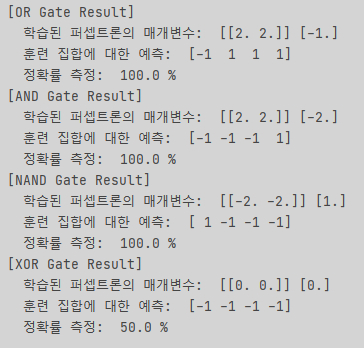 [OR Gate Result]
학습된 퍼셉트론의 매개변수:  [[2. 2.]] [-1.]
훈련 집합에 대한 예측:  [-1  1  1  1]
정확률 측정:  100.0 %
[AND Gate Result]
학습된 퍼셉트론의 매개변수:  [[2. 2.]] [-2.]
훈련 집합에 대한 예측:  [-1 -1 -1  1]
정확률 측정:  100.0 %
[NAND Gate Result]
학습된 퍼셉트론의 매개변수:  [[-2. -2.]] [1.]
훈련 집합에 대한 예측:  [ 1 -1 -1 -1]
정확률 측정:  100.0 %
[XOR Gate Result]
학습된 퍼셉트론의 매개변수:  [[0. 0.]] [0.]
훈련 집합에 대한 예측:  [-1 -1 -1 -1]
정확률 측정:  50.0 %